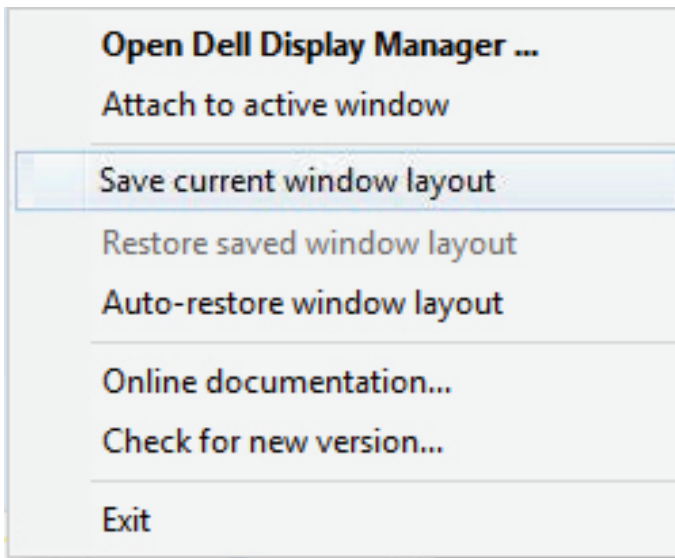 Open Dell Display Manager ...
Attach to active window
Save current window layout
Restore saved window layout
Auto-restore window layout
Online documentation...
Check for new version...
Exit